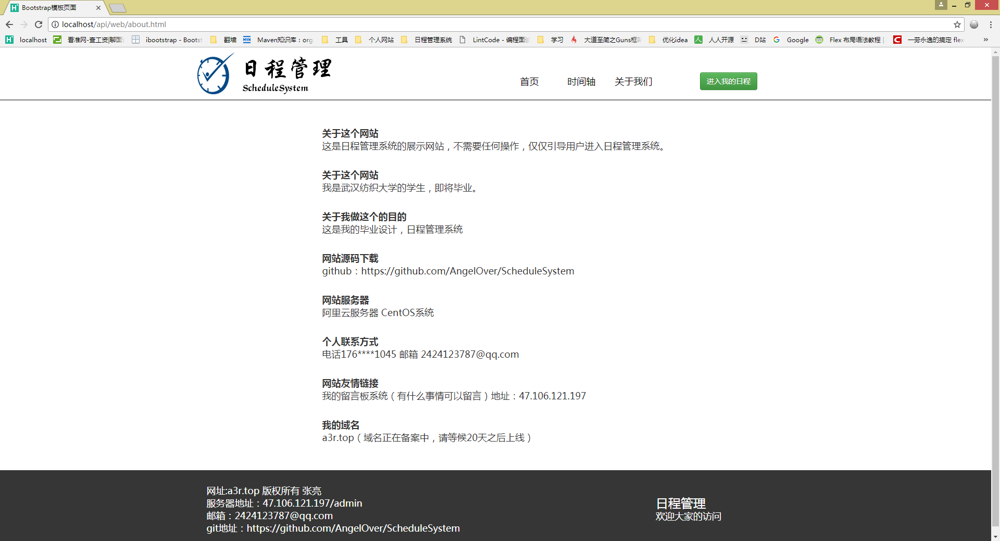 Bootstrap模板页面
localhost/api/web/about.html
localhost 看准网-查工资|聊面 ibootstrap - Bootst 翻墙 Maven知识库：org 工具 个人网站 日程管理系统 LintCode - 编程面试 学习 大道至简之Guns框架 优化idea 人人开源 D站 Google Flex 布局语法教程 | 一劳永逸的搞定 flex »
日程管理
ScheduleSystem
首页 时间轴 关于我们 进入我的日程
关于这个网站
这是日程管理系统的展示网站，不需要任何操作，仅仅引导用户进入日程管理系统。
关于这个网站
我是武汉纺织大学的学生，即将毕业。
关于我做这个的目的
这是我的毕业设计，日程管理系统
网站源码下载
github：https://github.com/AngelOver/ScheduleSystem
网站服务器
阿里云服务器 CentOS系统
个人联系方式
电话176****1045 邮箱 2424123787@qq.com
网站友情链接
我的留言板系统（有什么事情可以留言）地址：47.106.121.197
我的域名
a3r.top（域名正在备案中，请等候20天之后上线）
网址:a3r.top 版权所有 张亮
服务器地址：47.106.121.197/admin
邮箱：2424123787@qq.com
git地址：https://github.com/AngelOver/ScheduleSystem
日程管理
欢迎大家的访问